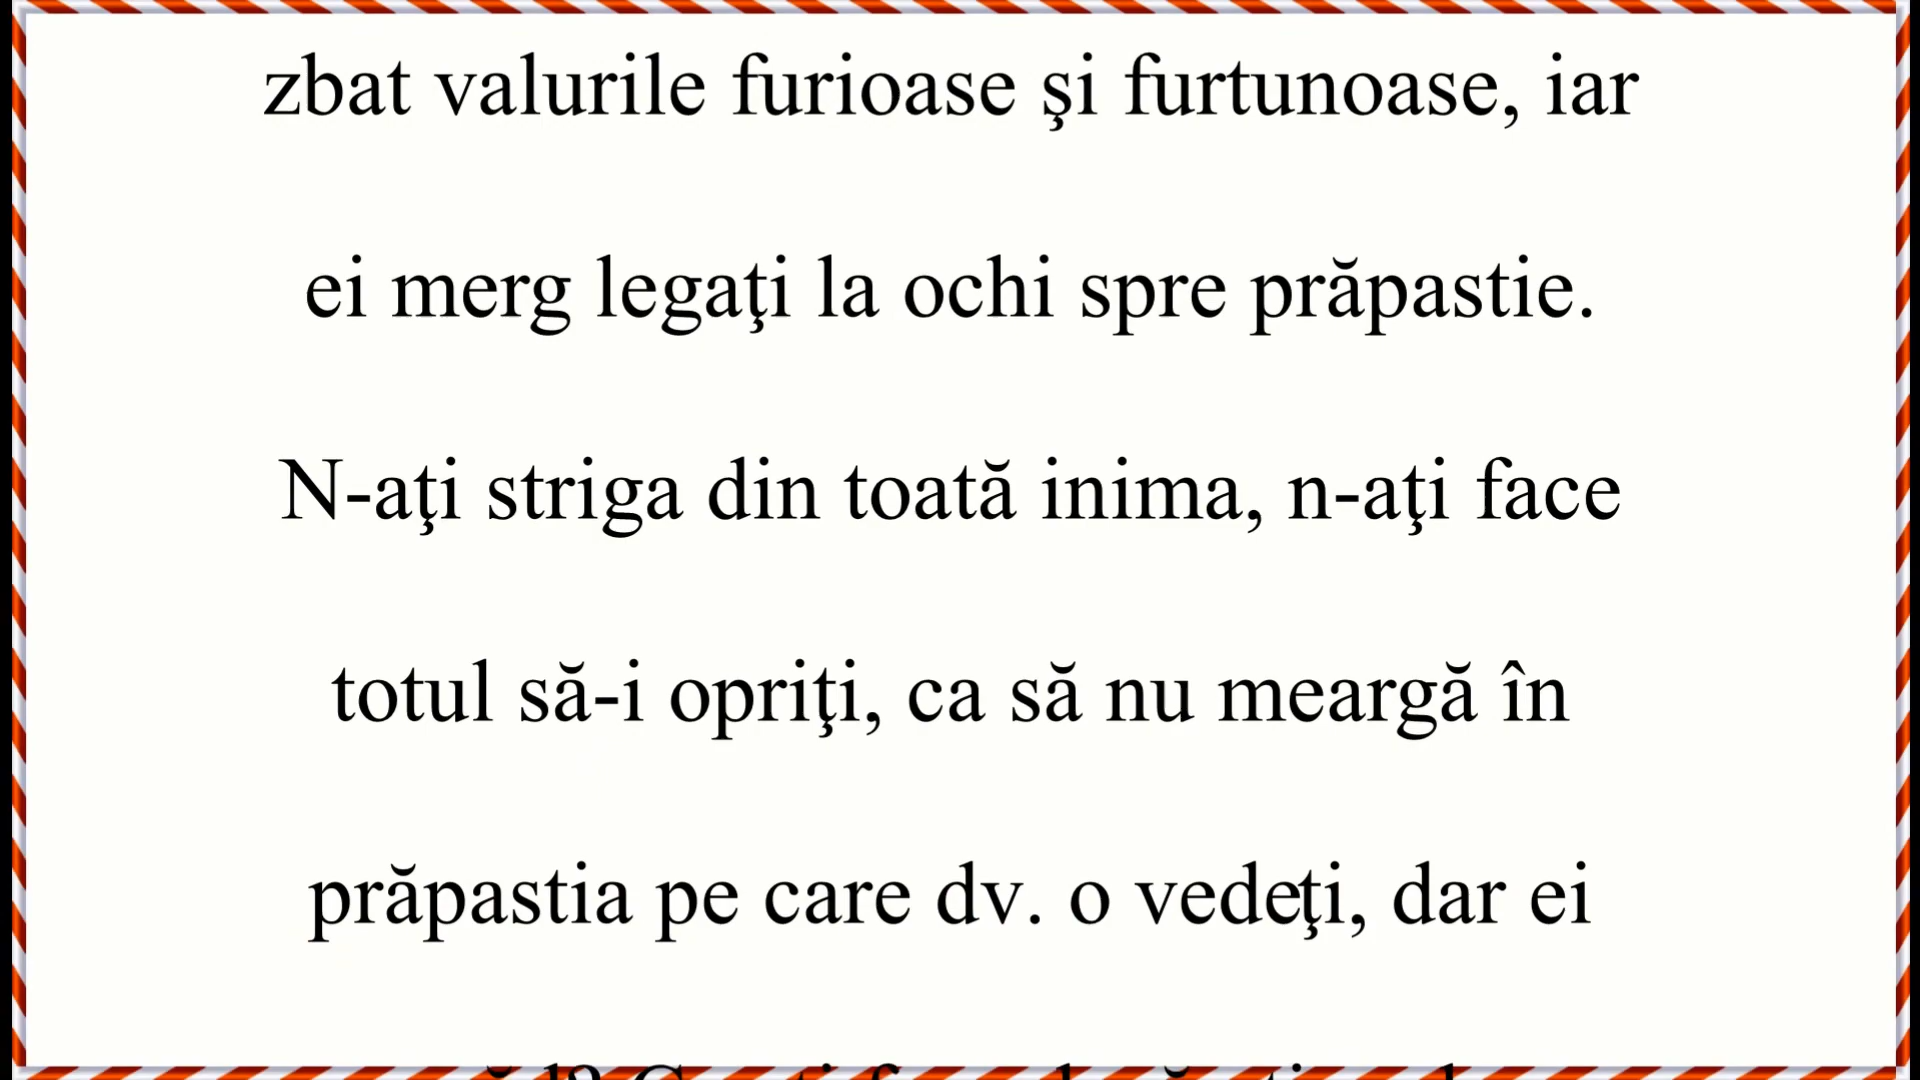 zbat valurile furioase şi furtunoase, iar
ei merg legaţi la ochi spre prăpastie.
N-aţi striga din toată inima, n-aţi face
totul să-i opriţi, ca să nu meargă în
prăpastia pe care dv. o vedeţi, dar ei